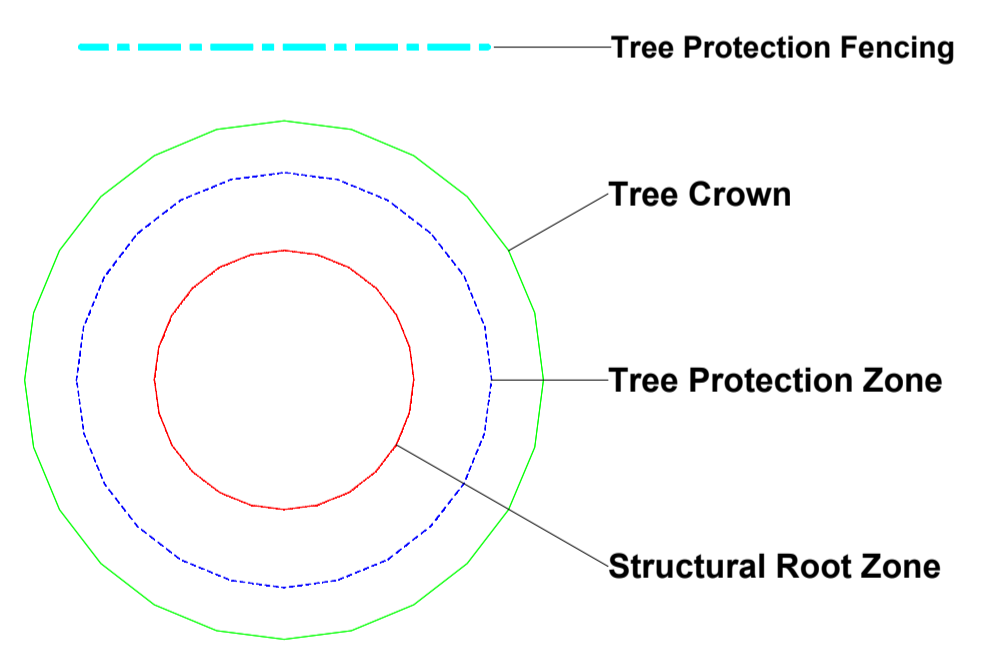 Tree Protection Fencing
Tree Crown
Tree Protection Zone
Structural Root Zone